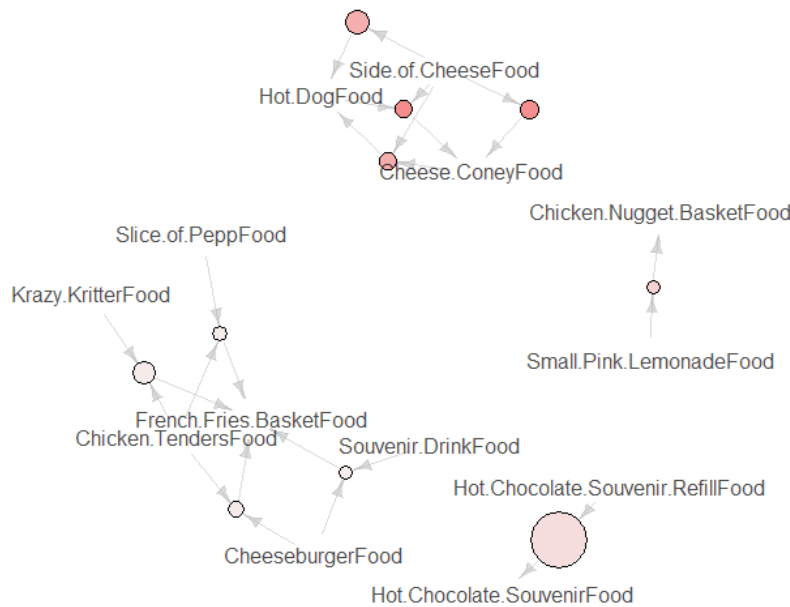 Side.of.CheeseFood
Hot.DogFood
Cheese.ConeyFood
Chicken.Nugget.BasketFood
Slice.of.PeppFood
Krazy.KritterFood
Small.Pink.LemonadeFood
French.Fries.BasketFood
Chicken.TendersFood
Souvenir.DrinkFood
Hot.Chocolate.Souvenir.RefillFood
CheeseburgerFood
Hot.Chocolate.SouvenirFood